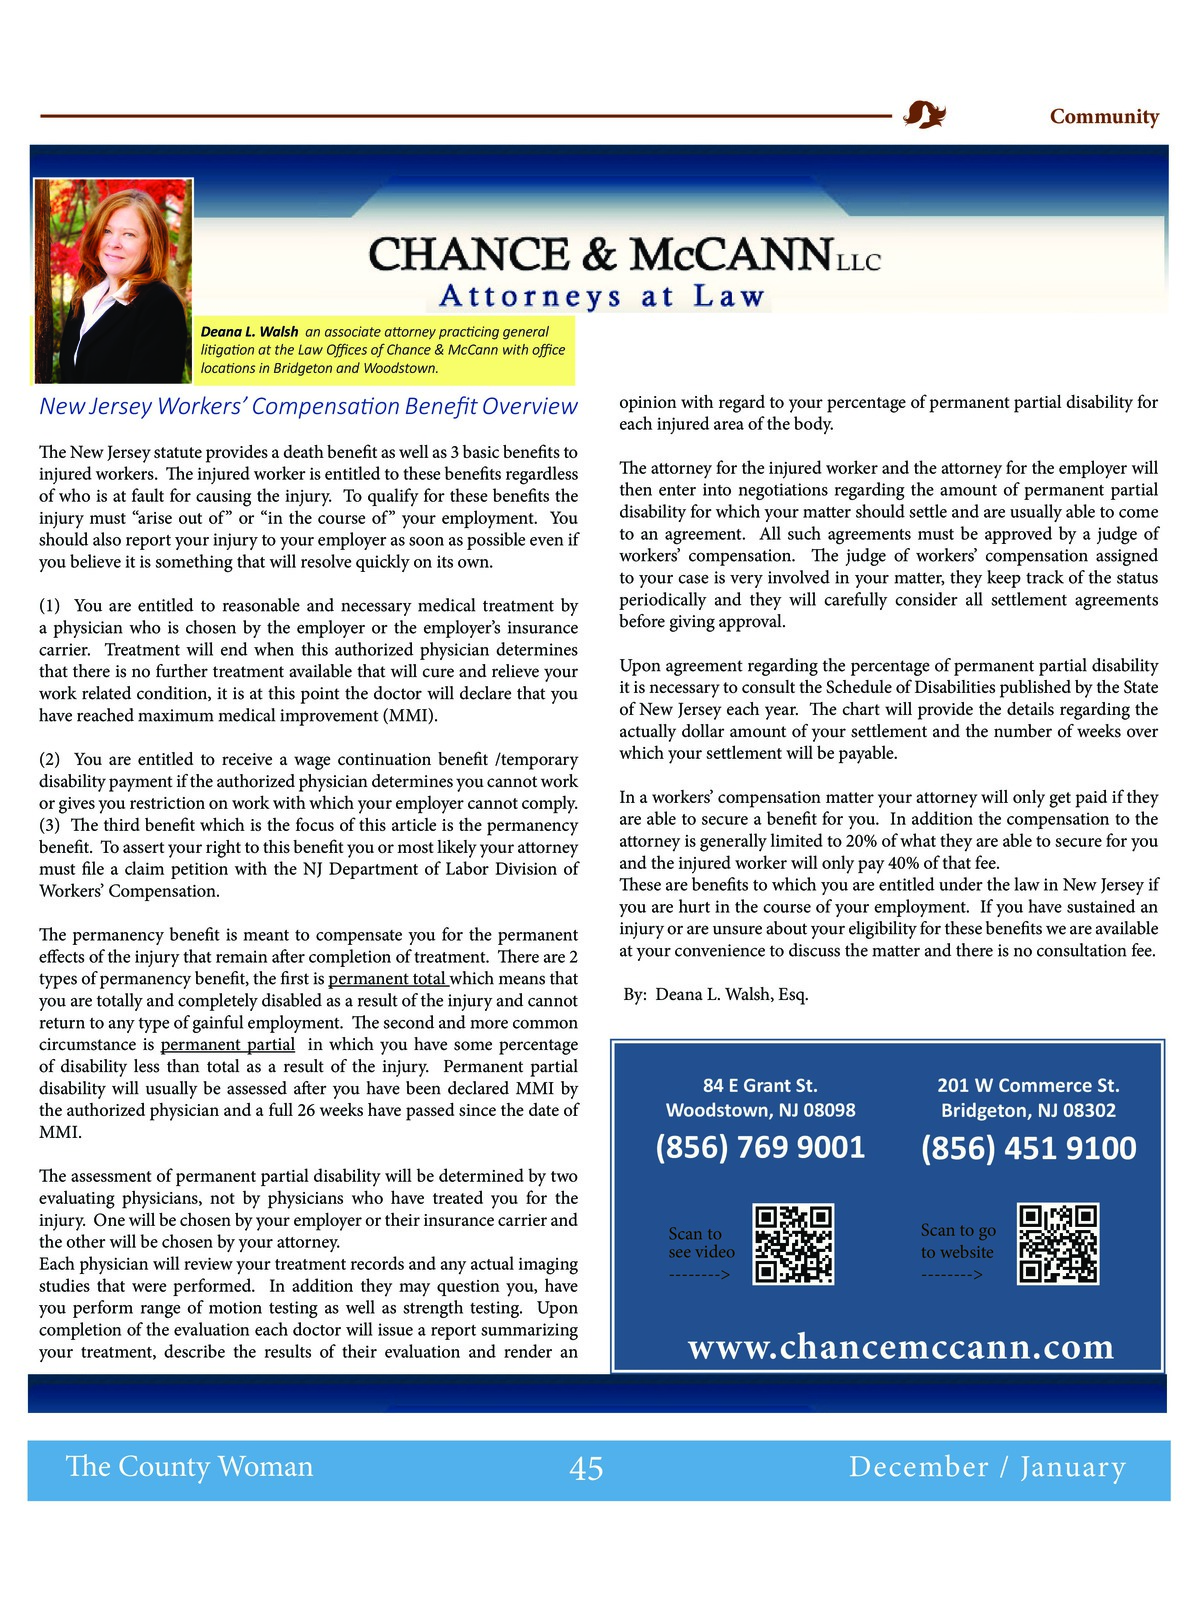 Community
CHANCE & McCANN LLC
Attorneys at Law
Deana L. Walsh an associate attorney practicing general
litigation at the Law Offices of Chance & McCann with office
locations in Bridgeton and Woodstown.
New Jersey Workers’ Compensation Benefit Overview
The New Jersey statute provides a death benefit as well as 3 basic benefits to
injured workers. The injured worker is entitled to these benefits regardless
of who is at fault for causing the injury. To qualify for these benefits the
injury must “arise out of” or “in the course of” your employment. You
should also report your injury to your employer as soon as possible even if
you believe it is something that will resolve quickly on its own.
(1) You are entitled to reasonable and necessary medical treatment by
a physician who is chosen by the employer or the employer’s insurance
carrier. Treatment will end when this authorized physician determines
that there is no further treatment available that will cure and relieve your
work related condition, it is at this point the doctor will declare that you
have reached maximum medical improvement (MMI).
(2) You are entitled to receive a wage continuation benefit /temporary
disability payment if the authorized physician determines you cannot work
or gives you restriction on work with which your employer cannot comply.
(3) The third benefit which is the focus of this article is the permanency
benefit. To assert your right to this benefit you or most likely your attorney
must file a claim petition with the NJ Department of Labor Division of
Workers’ Compensation.
The permanency benefit is meant to compensate you for the permanent
effects of the injury that remain after completion of treatment. There are 2
types of permanency benefit, the first is permanent total which means that
you are totally and completely disabled as a result of the injury and cannot
return to any type of gainful employment. The second and more common
circumstance is permanent partial in which you have some percentage
of disability less than total as a result of the injury. Permanent partial
disability will usually be assessed after you have been declared MMI by
the authorized physician and a full 26 weeks have passed since the date of
MMI.
The assessment of permanent partial disability will be determined by two
evaluating physicians, not by physicians who have treated you for the
injury. One will be chosen by your employer or their insurance carrier and
the other will be chosen by your attorney.
Each physician will review your treatment records and any actual imaging
studies that were performed. In addition they may question you, have
you perform range of motion testing as well as strength testing. Upon
completion of the evaluation each doctor will issue a report summarizing
your treatment, describe the results of their evaluation and render an
opinion with regard to your percentage of permanent partial disability for
each injured area of the body.
The attorney for the injured worker and the attorney for the employer will
then enter into negotiations regarding the amount of permanent partial
disability for which your matter should settle and are usually able to come
to an agreement. All such agreements must be approved by a judge of
workers’ compensation. The judge of workers’ compensation assigned
to your case is very involved in your matter, they keep track of the status
periodically and they will carefully consider all settlement agreements
before giving approval.
Upon agreement regarding the percentage of permanent partial disability
it is necessary to consult the Schedule of Disabilities published by the State
of New Jersey each year. The chart will provide the details regarding the
actually dollar amount of your settlement and the number of weeks over
which your settlement will be payable.
In a workers’ compensation matter your attorney will only get paid if they
are able to secure a benefit for you. In addition the compensation to the
attorney is generally limited to 20% of what they are able to secure for you
and the injured worker will only pay 40% of that fee.
These are benefits to which you are entitled under the law in New Jersey if
you are hurt in the course of your employment. If you have sustained an
injury or are unsure about your eligibility for these benefits we are available
at your convenience to discuss the matter and there is no consultation fee.
By: Deana L. Walsh, Esq.
84 E Grant St.
Woodstown, NJ 08098
(856) 769 9001
201 W Commerce St.
Bridgeton, NJ 08302
(856) 451 9100
Scan to
see video
-------->
Scan to go
to website
-------->
www.chancemccann.com
The County Woman 45 December / January